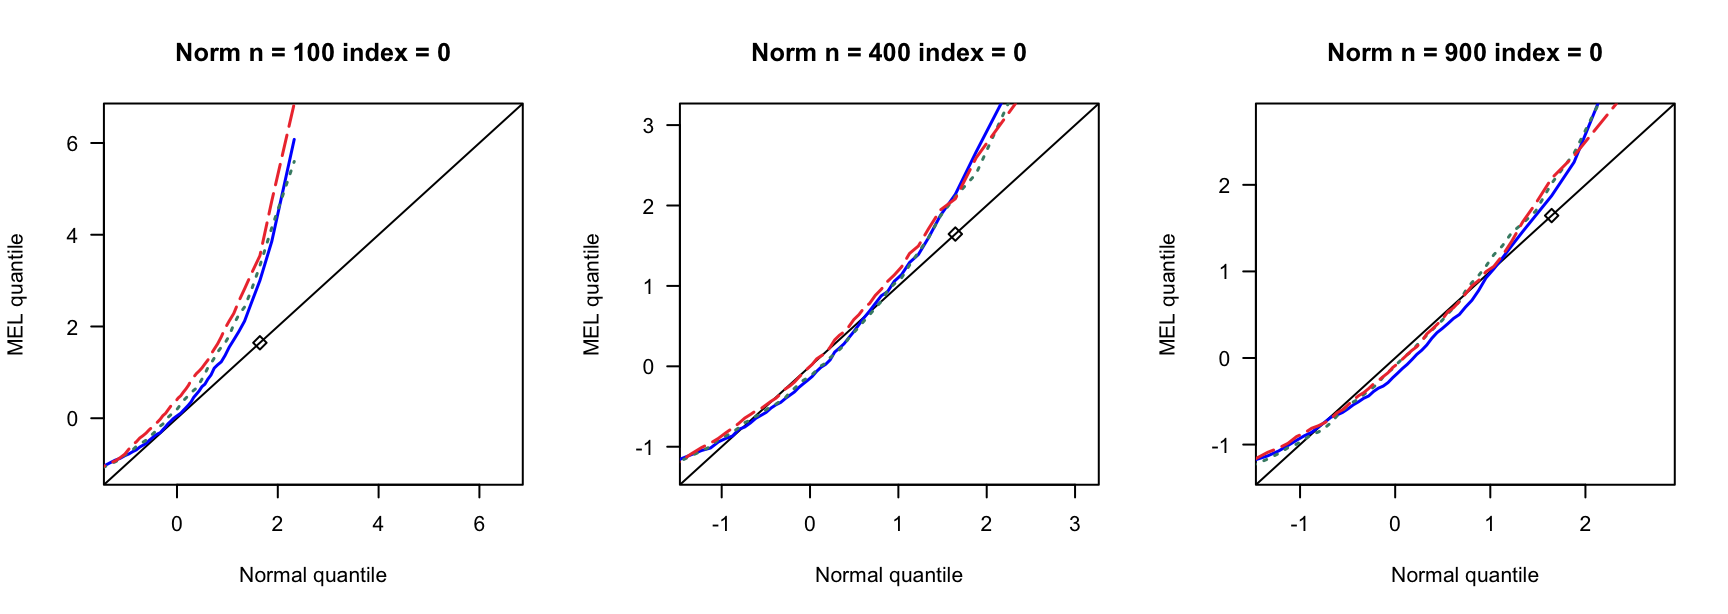 Norm n = 100 index = 0
MEL quantile
6
4
2
0
0 2 4 6
Normal quantile
Norm n = 400 index = 0
MEL quantile
3
2
1
0
-1
-1 0 1 2 3
Normal quantile
Norm n = 900 index = 0
MEL quantile
2
1
0
-1
-1 0 1 2
Normal quantile